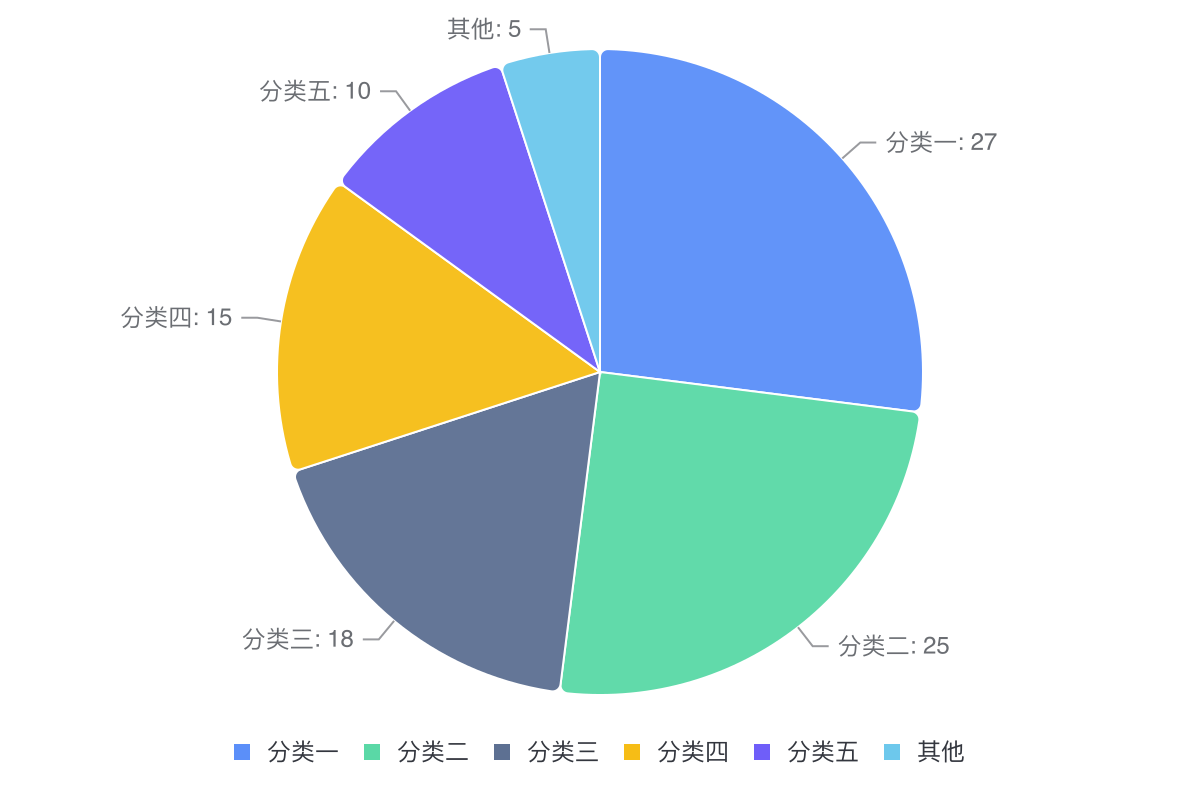 其他: 5
分类五: 10
分类一: 27
分类四: 15
分类三: 18
分类二: 25
分类一 分类二 分类三 分类四 分类五 其他